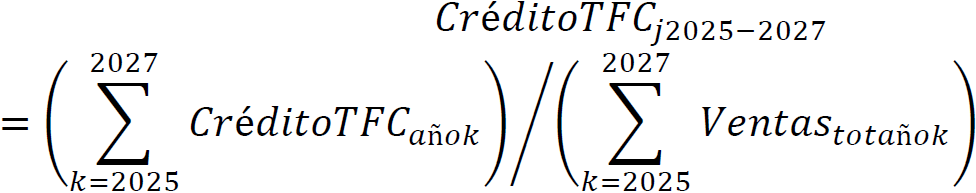 CréditoTFC_{j2025−2027}
= (∑_{k=2025}^{2027} CréditoTFC_{añok}) / (∑_{k=2025}^{2027} Ventas_{totañok})